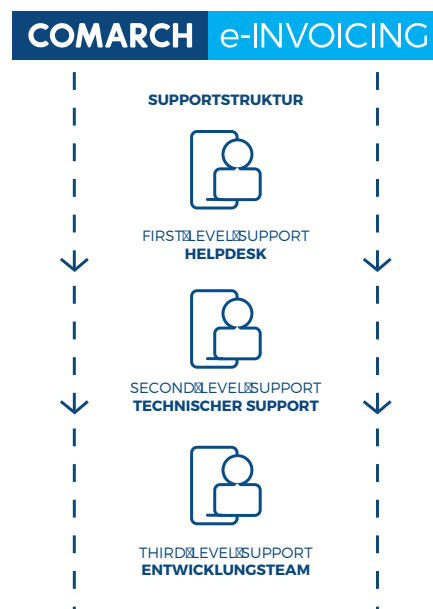 COMARCH e-INVOICING
SUPPORTSTRUKTUR
FIRST☒LEVEL☒SUPPORT
HELPDESK
SECOND☒LEVEL☒SUPPORT
TECHNISCHER SUPPORT
THIRD☒LEVEL☒SUPPORT
ENTWICKLUNGSTEAM